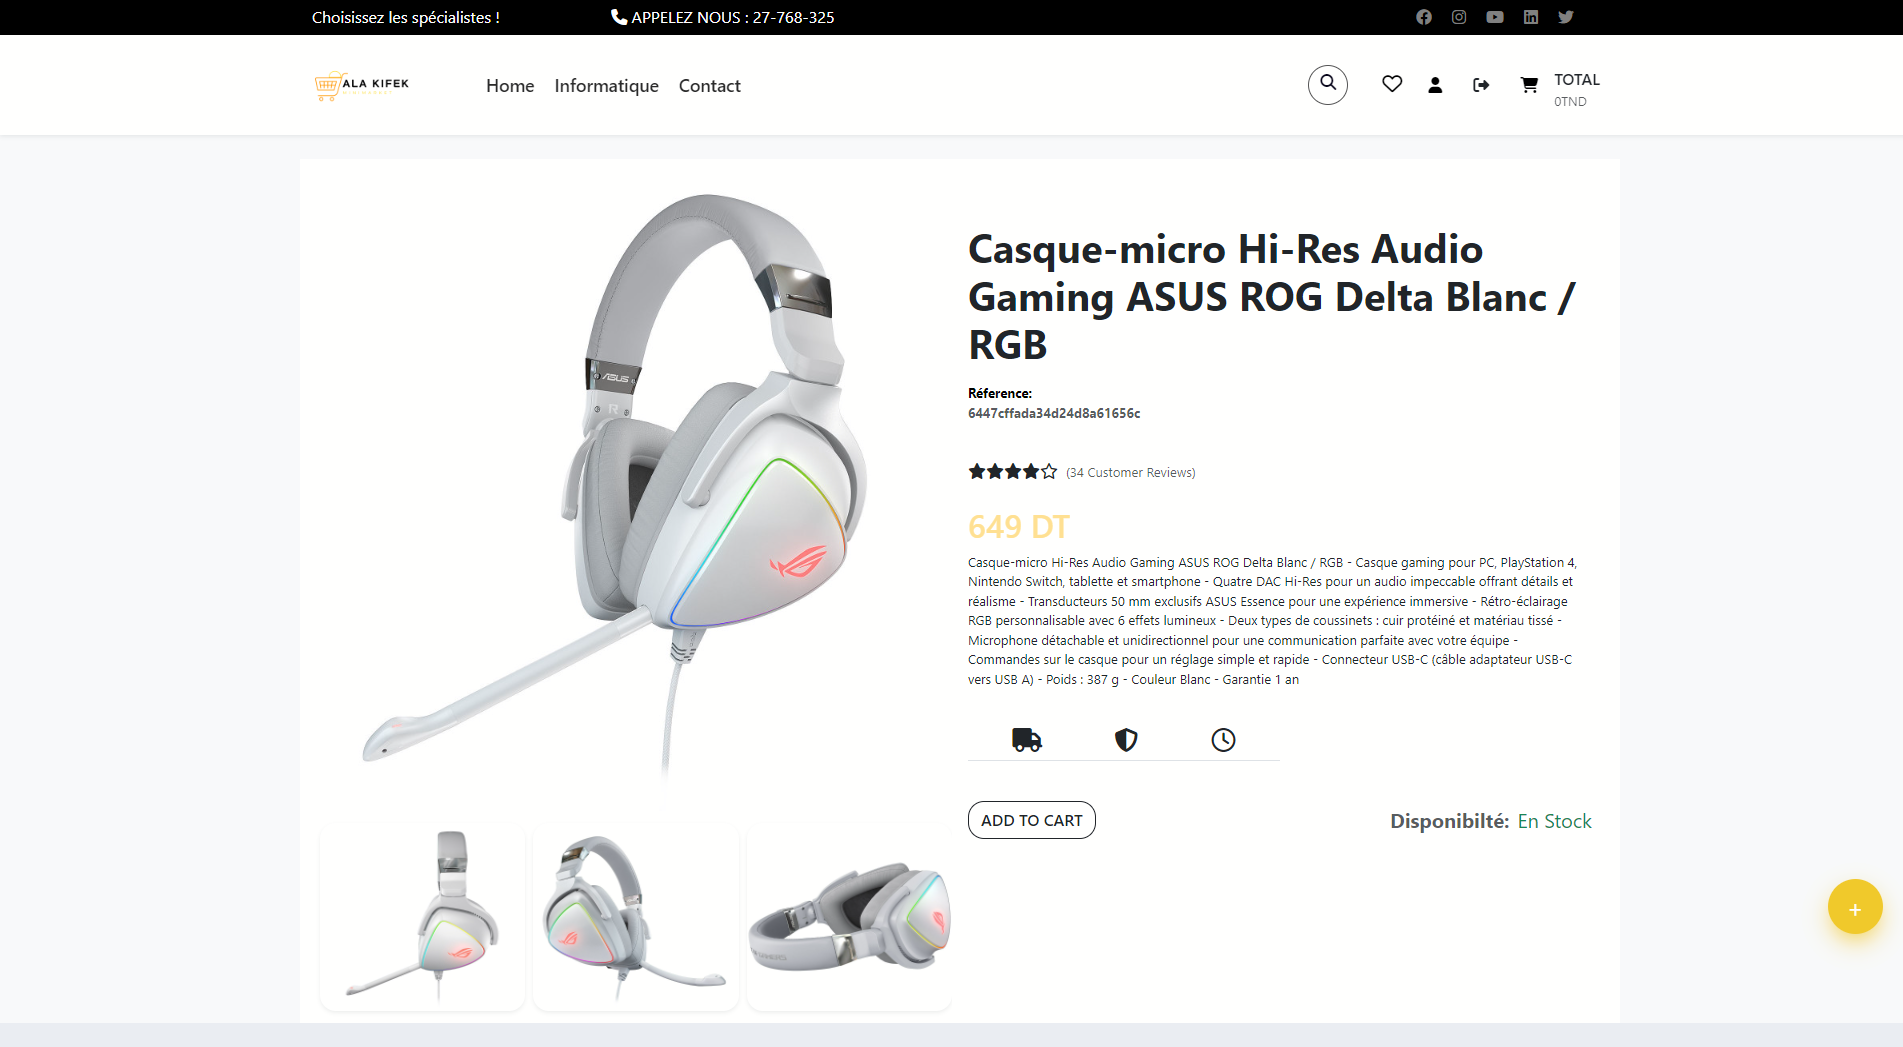 Choisissez les spécialistes !
APPELEZ NOUS : 27-768-325
ALA KIFEK
Home
Informatique
Contact
TOTAL
0TND
ASUS
R
Casque-micro Hi-Res Audio
Gaming ASUS ROG Delta Blanc /
RGB
Réference:
6447cffada34d24d8a61656c
(34 Customer Reviews)
649 DT
Casque-micro Hi-Res Audio Gaming ASUS ROG Delta Blanc / RGB - Casque gaming pour PC, PlayStation 4,
Nintendo Switch, tablette et smartphone - Quatre DAC Hi-Res pour un audio impeccable offrant détails et
réalisme - Transducteurs 50 mm exclusifs ASUS Essence pour une expérience immersive - Rétro-éclairage
RGB personnalisable avec 6 effets lumineux - Deux types de coussinets : cuir protéiné et matériau tissé -
Microphone détachable et unidirectionnel pour une communication parfaite avec votre équipe -
Commandes sur le casque pour un réglage simple et rapide - Connecteur USB-C (câble adaptateur USB-C
vers USB A) - Poids : 387 g - Couleur Blanc - Garantie 1 an
ADD TO CART
Disponibilté: En Stock
+